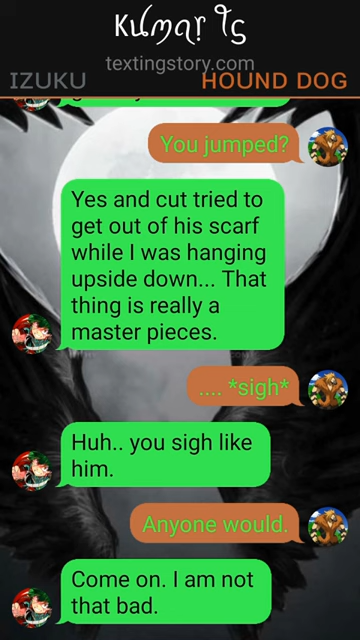 Kumar Ts
textingstory.com
IZUKU HOUND DOG
You jumped?
Yes and cut tried to
get out of his scarf
while I was hanging
upside down... That
thing is really a
master pieces.
.... *sigh*
Huh.. you sigh like
him.
Anyone would.
Come on. I am not
that bad.